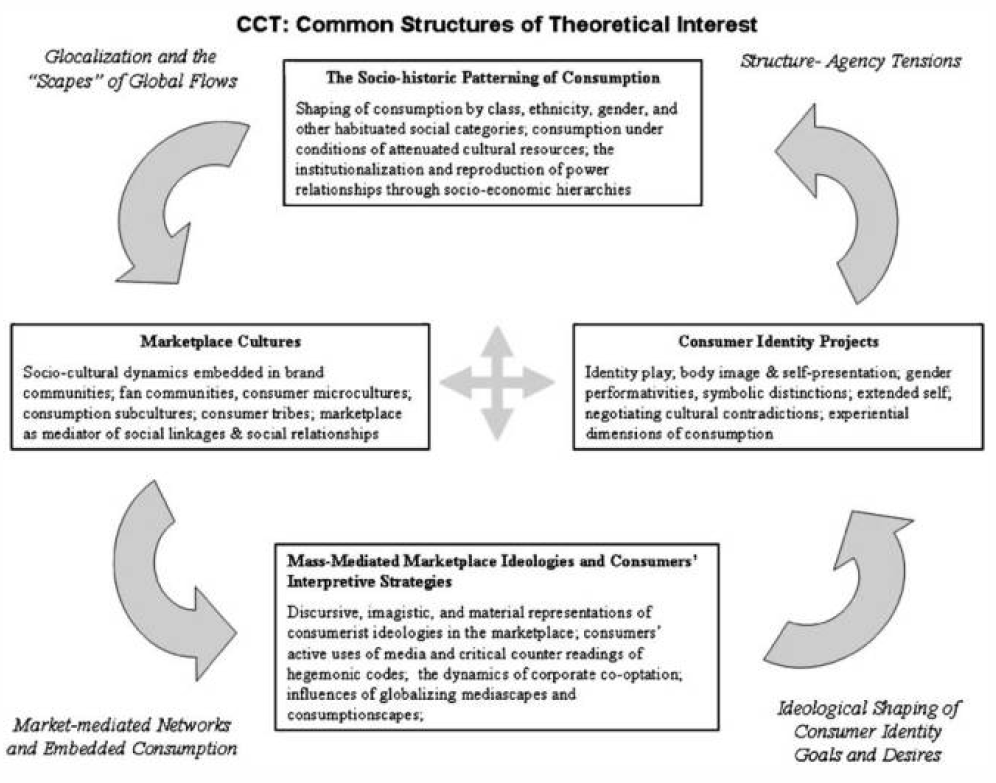 CCT: Common Structures of Theoretical Interest
Glocalization and the
“Scapes” of Global Flows
Structure- Agency Tensions
The Socio-historic Patterning of Consumption
Shaping of consumption by class, ethnicity, gender, and
other habituated social categories; consumption under
conditions of attenuated cultural resources; the
institutionalization and reproduction of power
relationships through socio-economic hierarchies
Marketplace Cultures
Socio-cultural dynamics embedded in brand
communities; fan communities, consumer microcultures;
consumption subcultures; consumer tribes; marketplace
as mediator of social linkages & social relationships
Consumer Identity Projects
Identity play; body image & self-presentation; gender
performativities, symbolic distinctions; extended self;
negotiating cultural contradictions; experiential
dimensions of consumption
Mass-Mediated Marketplace Ideologies and Consumers’
Interpretive Strategies
Discursive, imagistic, and material representations of
consumerist ideologies in the marketplace; consumers’
active uses of media and critical counter readings of
hegemonic codes; the dynamics of corporate co-optation;
influences of globalizing mediascapes and
consumptionscapes;
Market-mediated Networks
and Embedded Consumption
Ideological Shaping of
Consumer Identity
Goals and Desires